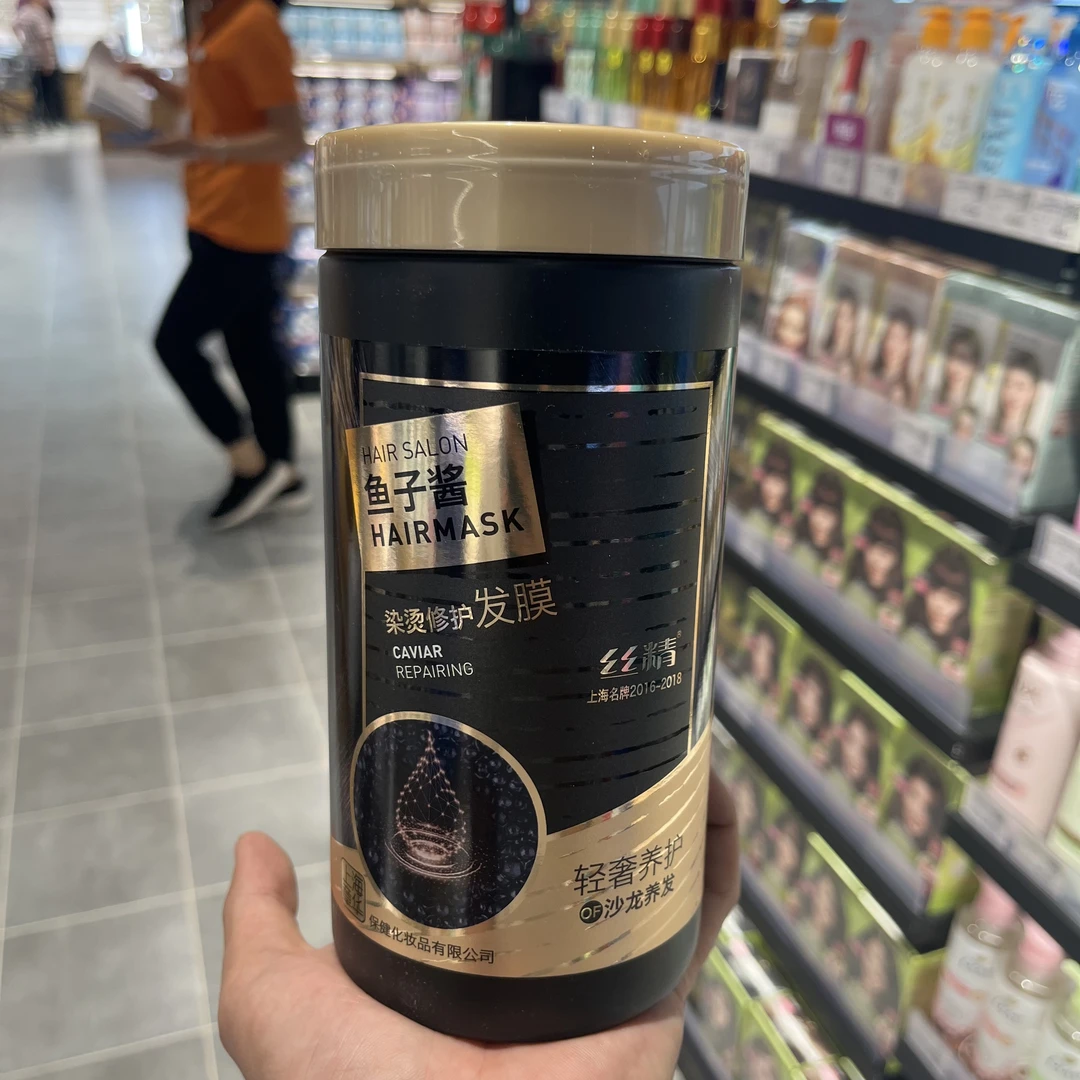 HAIR SALON
鱼子酱
HAIRMASK
染烫修护发膜
CAVIAR
REPAIRING
丝精®
上海名牌2016-2018
轻奢养护
OF沙龙养发
保健化妆品有限公司